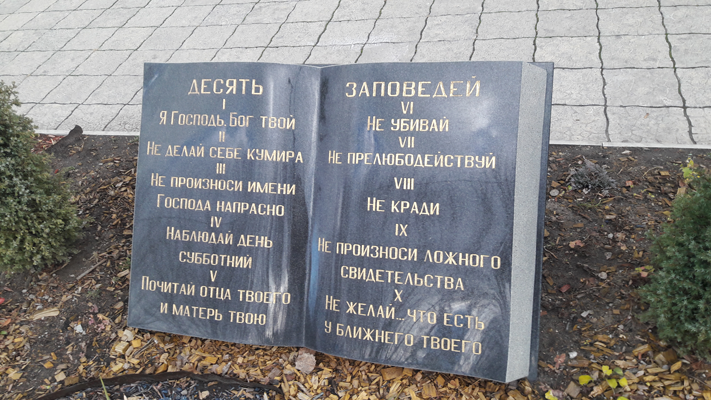 ДЕСЯТЬ
I
Я ГОСПОДЬ, БОГ ТВОЙ
II
НЕ ДЕЛАЙ СЕБЕ КУМИРА
III
НЕ ПРОИЗНОСИ ИМЕНИ
ГОСПОДА НАПРАСНО
IV
НАБЛЮДАЙ ДЕНЬ
СУББОТНИЙ
V
ПОЧИТАЙ ОТЦА ТВОЕГО
И МАТЕРЬ ТВОЮ
ЗАПОВЕДЕЙ
VI
НЕ УБИВАЙ
VII
НЕ ПРЕЛЮБОДЕЙСТВУЙ
VIII
НЕ КРАДИ
IX
НЕ ПРОИЗНОСИ ЛОЖНОГО
СВИДЕТЕЛЬСТВА
X
НЕ ЖЕЛАЙ...ЧТО ЕСТЬ
У БЛИЖНЕГО ТВОЕГО